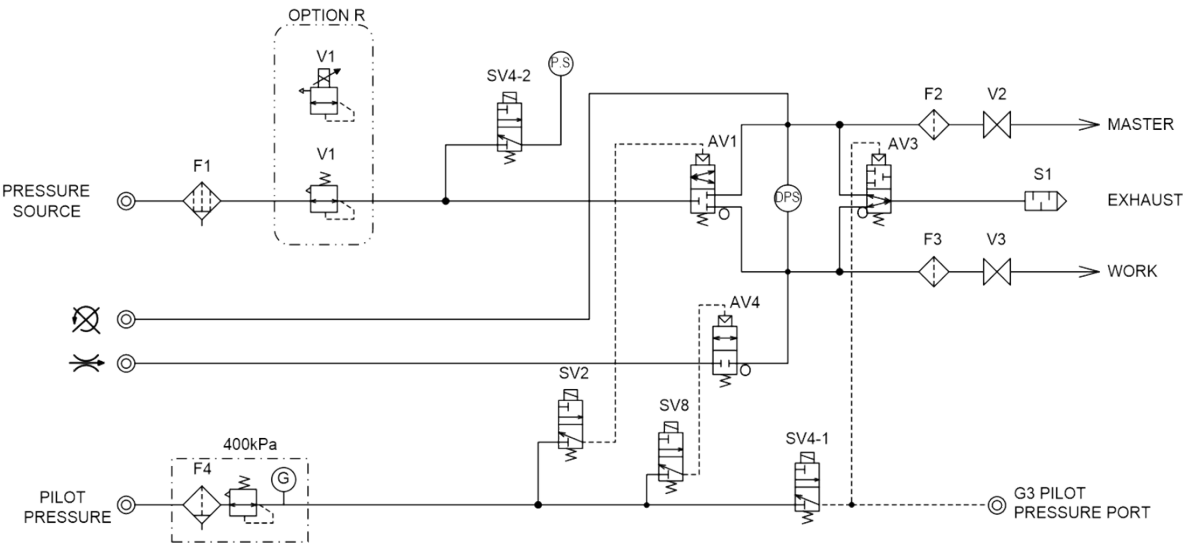 OPTION R
V1
SV4-2
P.S
F2
V2
MASTER
AV1
AV3
F1
V1
S1
PRESSURE
SOURCE
DPS
EXHAUST
F3
V3
WORK
AV4
SV2
SV8
400kPa
SV4-1
F4
G
PILOT
PRESSURE
G3 PILOT
PRESSURE PORT